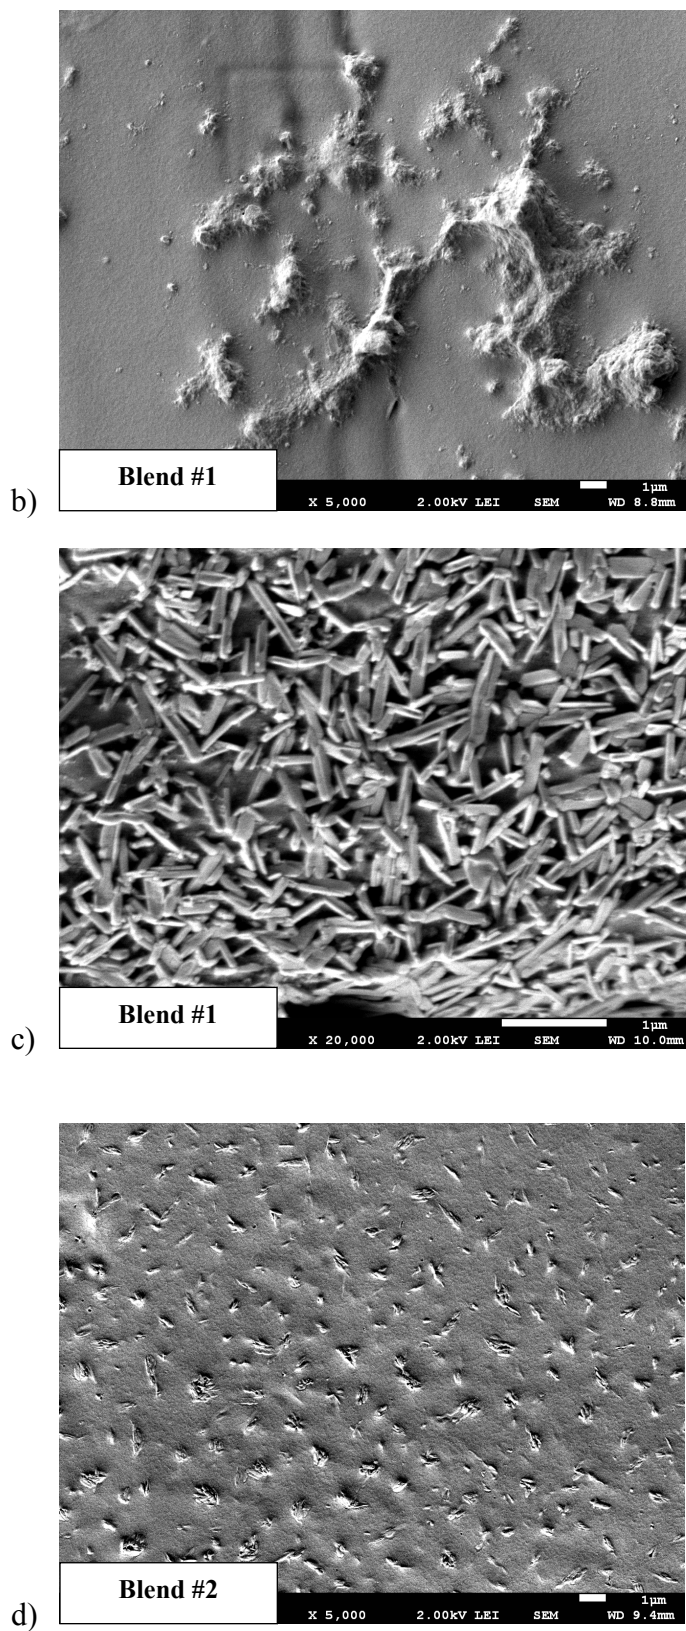 Blend #1
1µm
b)
X 5,000 2.00kV LEI SEM WD 8.8mm
Blend #1
1µm
c)
X 20,000 2.00kV LEI SEM WD 10.0mm
Blend #2
1µm
d)
X 5,000 2.00kV LEI SEM WD 9.4mm